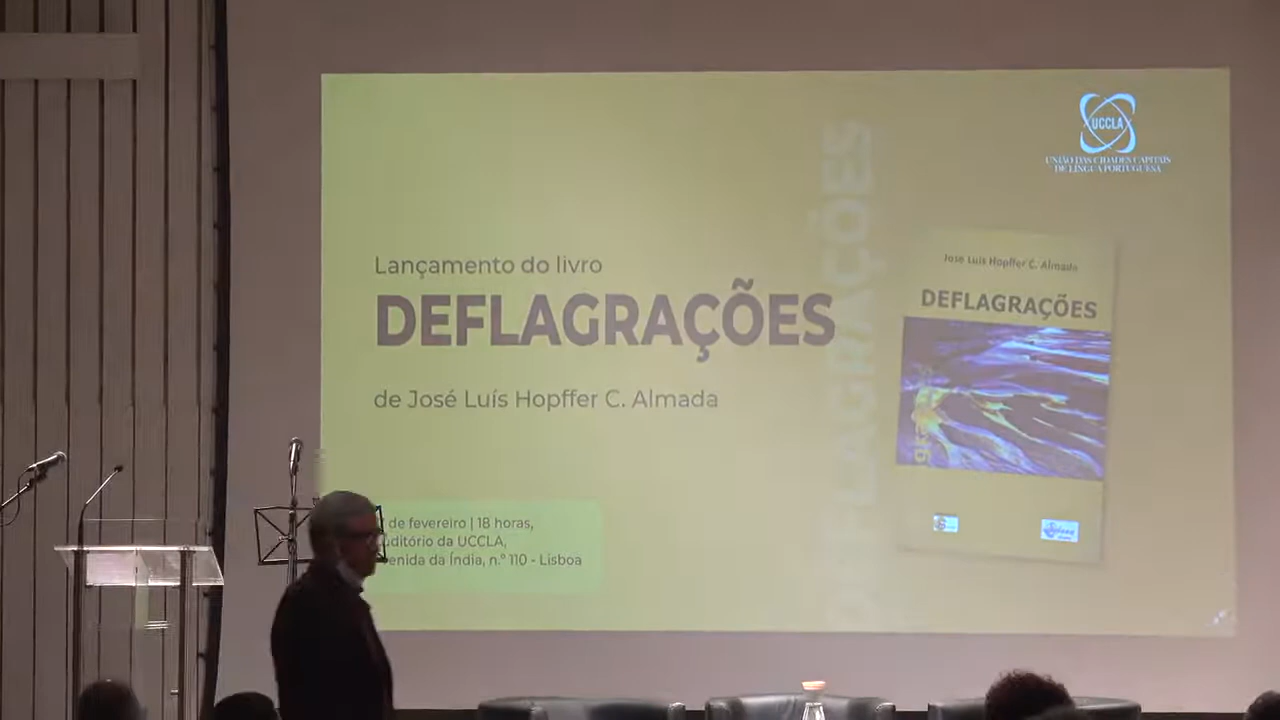 UCCLA
UNIÃO DAS CIDADES CAPITAIS
DE LÍNGUA PORTUGUESA
Lançamento do livro
DEFLAGRAÇÕES
de José Luís Hopffer C. Almada
de fevereiro | 18 horas,
uditório da UCCLA,
enida da Índia, n.º 110 - Lisboa
DEFLAGRAÇÕES
José Luís Hopffer C. Almada
DEFLAGRAÇÕES